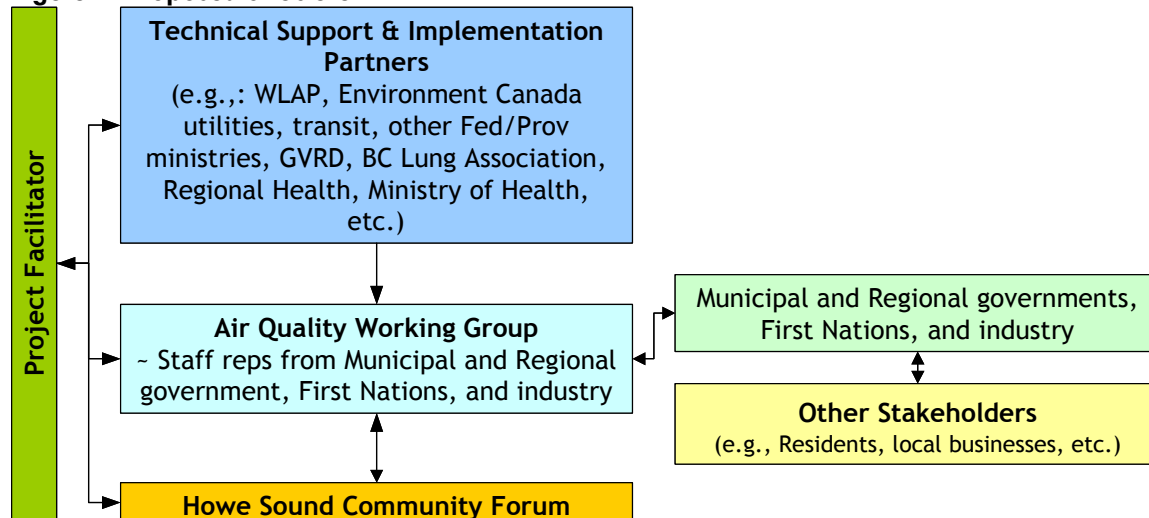 Project Facilitator
Technical Support & Implementation
Partners
(e.g.,: WLAP, Environment Canada
utilities, transit, other Fed/Prov
ministries, GVRD, BC Lung Association,
Regional Health, Ministry of Health,
etc.)
Air Quality Working Group
~ Staff reps from Municipal and Regional
government, First Nations, and industry
Municipal and Regional governments,
First Nations, and industry
Other Stakeholders
(e.g., Residents, local businesses, etc.)
Howe Sound Community Forum